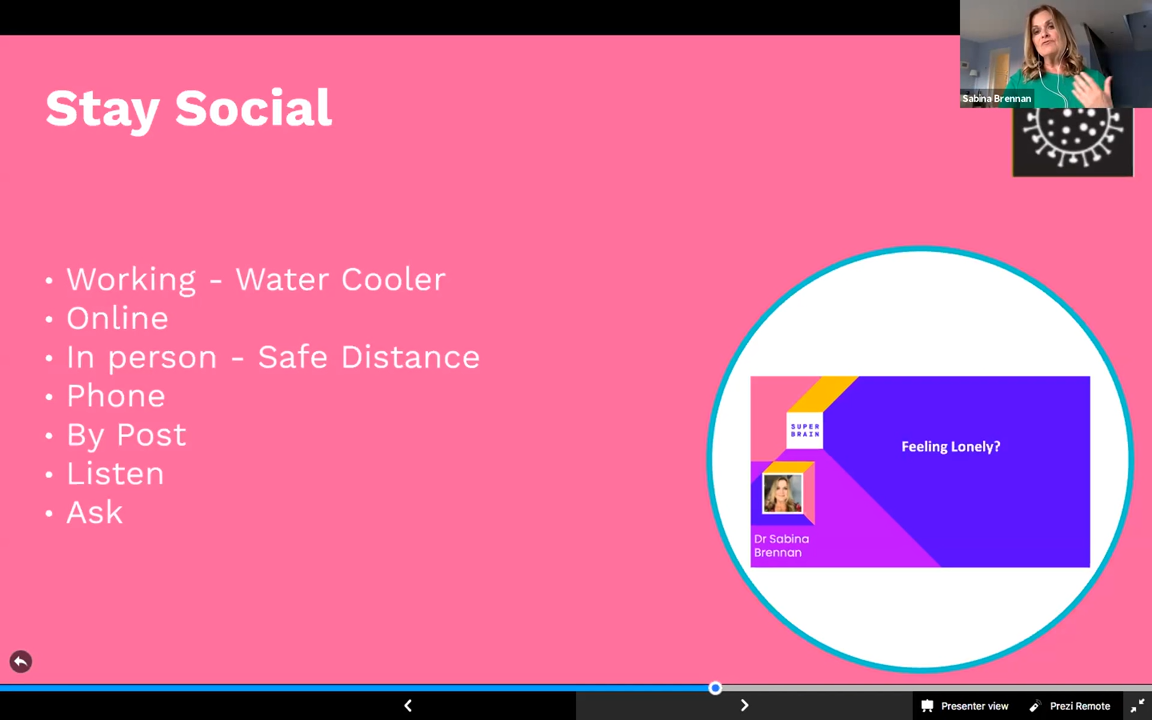 Sabina Brennan
Stay Social
• Working - Water Cooler
• Online
• In person - Safe Distance
• Phone
• By Post
• Listen
• Ask
SUPER
BRAIN
Feeling Lonely?
Dr Sabina
Brennan
Presenter view
Prezi Remote